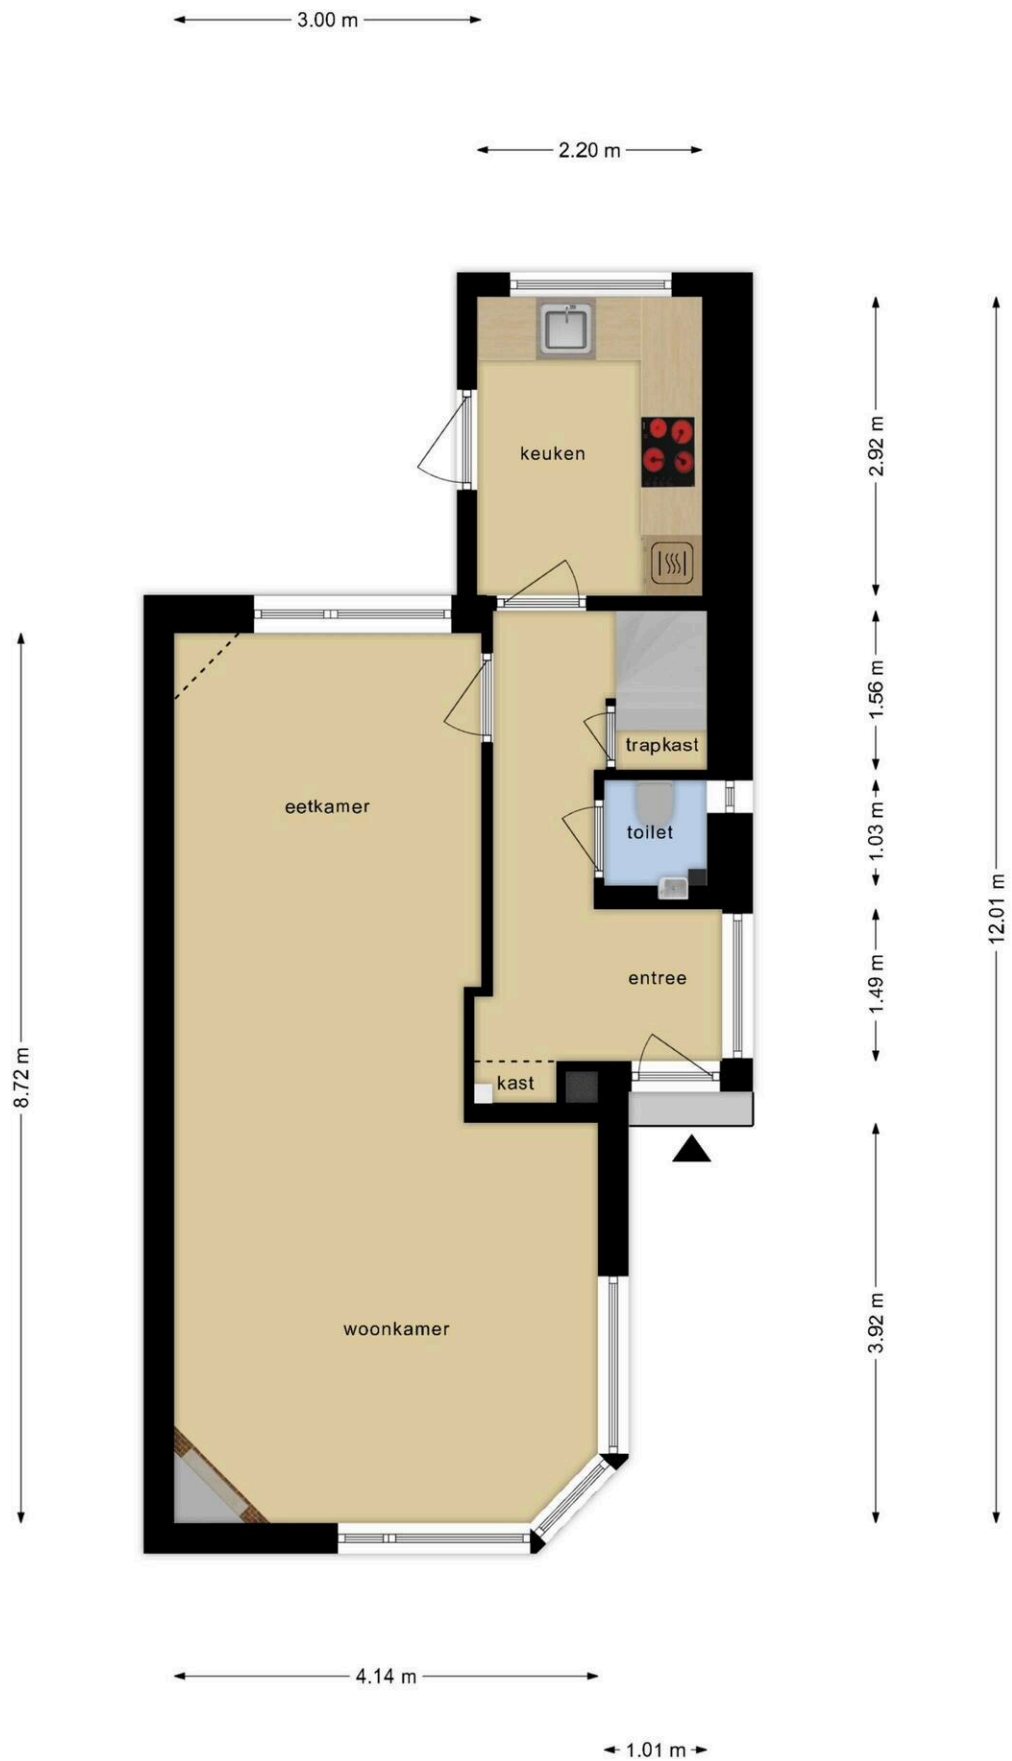 3.00 m
2.20 m
keuken
2.92 m
1.56 m
trapkast
eetkamer
toilet
1.03 m
12.01 m
entree
1.49 m
8.72 m
kast
woonkamer
3.92 m
4.14 m
1.01 m